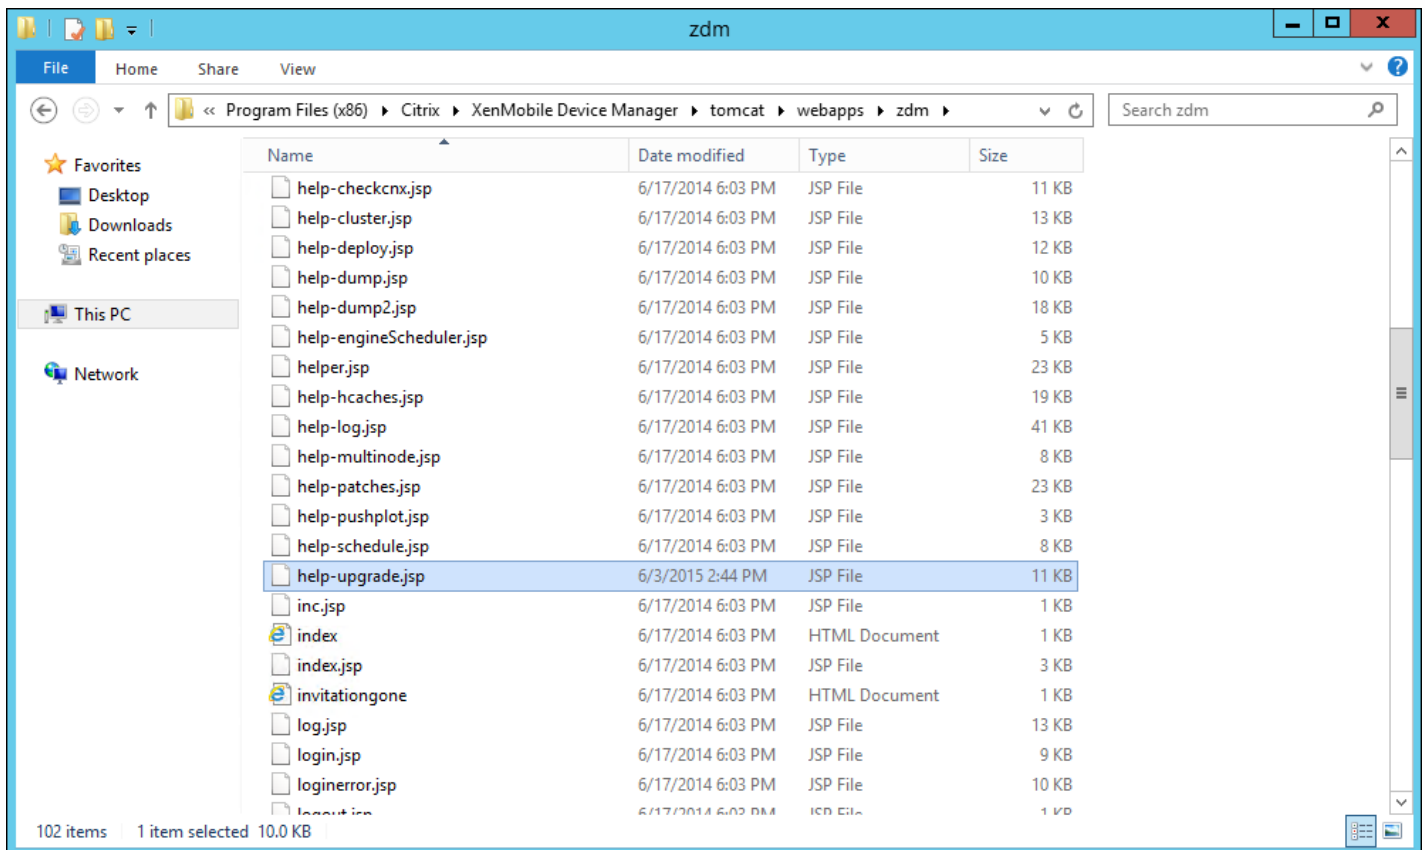 zdm
File Home Share View
« Program Files (x86) Citrix XenMobile Device Manager tomcat webapps zdm Search zdm
Name Date modified Type Size
Favorites
Desktop
Downloads
Recent places
This PC
Network
help-checkcnx.jsp 6/17/2014 6:03 PM JSP File 11 KB
help-cluster.jsp 6/17/2014 6:03 PM JSP File 13 KB
help-deploy.jsp 6/17/2014 6:03 PM JSP File 12 KB
help-dump.jsp 6/17/2014 6:03 PM JSP File 10 KB
help-dump2.jsp 6/17/2014 6:03 PM JSP File 18 KB
help-engineScheduler.jsp 6/17/2014 6:03 PM JSP File 5 KB
helper.jsp 6/17/2014 6:03 PM JSP File 23 KB
help-hcaches.jsp 6/17/2014 6:03 PM JSP File 19 KB
help-log.jsp 6/17/2014 6:03 PM JSP File 41 KB
help-multinode.jsp 6/17/2014 6:03 PM JSP File 8 KB
help-patches.jsp 6/17/2014 6:03 PM JSP File 23 KB
help-pushplot.jsp 6/17/2014 6:03 PM JSP File 3 KB
help-schedule.jsp 6/17/2014 6:03 PM JSP File 8 KB
help-upgrade.jsp 6/3/2015 2:44 PM JSP File 11 KB
inc.jsp 6/17/2014 6:03 PM JSP File 1 KB
index 6/17/2014 6:03 PM HTML Document 1 KB
index.jsp 6/17/2014 6:03 PM JSP File 3 KB
invitationgone 6/17/2014 6:03 PM HTML Document 1 KB
log.jsp 6/17/2014 6:03 PM JSP File 13 KB
login.jsp 6/17/2014 6:03 PM JSP File 9 KB
loginerror.jsp 6/17/2014 6:03 PM JSP File 10 KB
logout.jsp 6/17/2014 6:03 PM JSP File 1 KB
102 items 1 item selected 10.0 KB